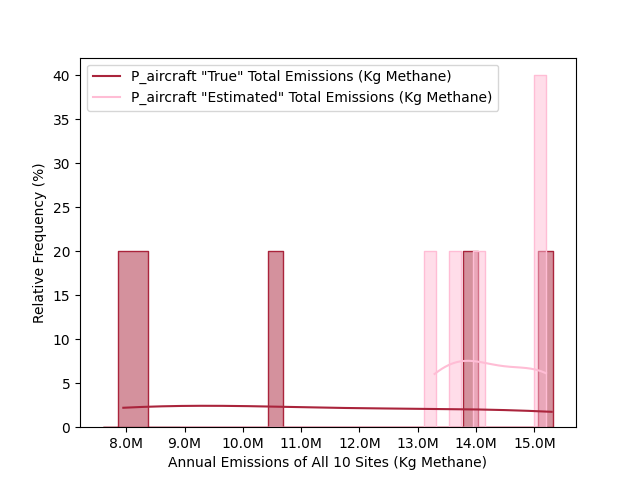 P_aircraft "True" Total Emissions (Kg Methane)
P_aircraft "Estimated" Total Emissions (Kg Methane)
40
35
30
25
20
15
10
5
0
Relative Frequency (%)
8.0M 9.0M 10.0M 11.0M 12.0M 13.0M 14.0M 15.0M
Annual Emissions of All 10 Sites (Kg Methane)